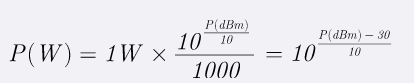 P(W) = 1W × 10^(P(dBm)/10) / 1000 = 10^((P(dBm) − 30)/10)